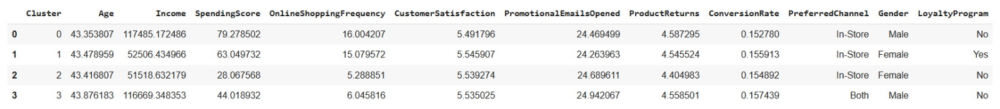 Cluster Age Income SpendingScore OnlineShoppingFrequency CustomerSatisfaction PromotionalEmailsOpened ProductReturns ConversionRate PreferredChannel Gender LoyaltyProgram
0 0 43.353807 117485.172486 79.278502 16.004207 5.491796 24.469499 4.587295 0.152780 In-Store Male No
1 1 43.478959 52506.434966 63.049732 15.079572 5.545907 24.263963 4.545524 0.155913 In-Store Female Yes
2 2 43.416807 51518.632179 28.067568 5.288851 5.539274 24.689611 4.404983 0.154892 In-Store Female No
3 3 43.876183 116669.348353 44.018932 6.045816 5.535025 24.942067 4.558501 0.157439 Both Male No